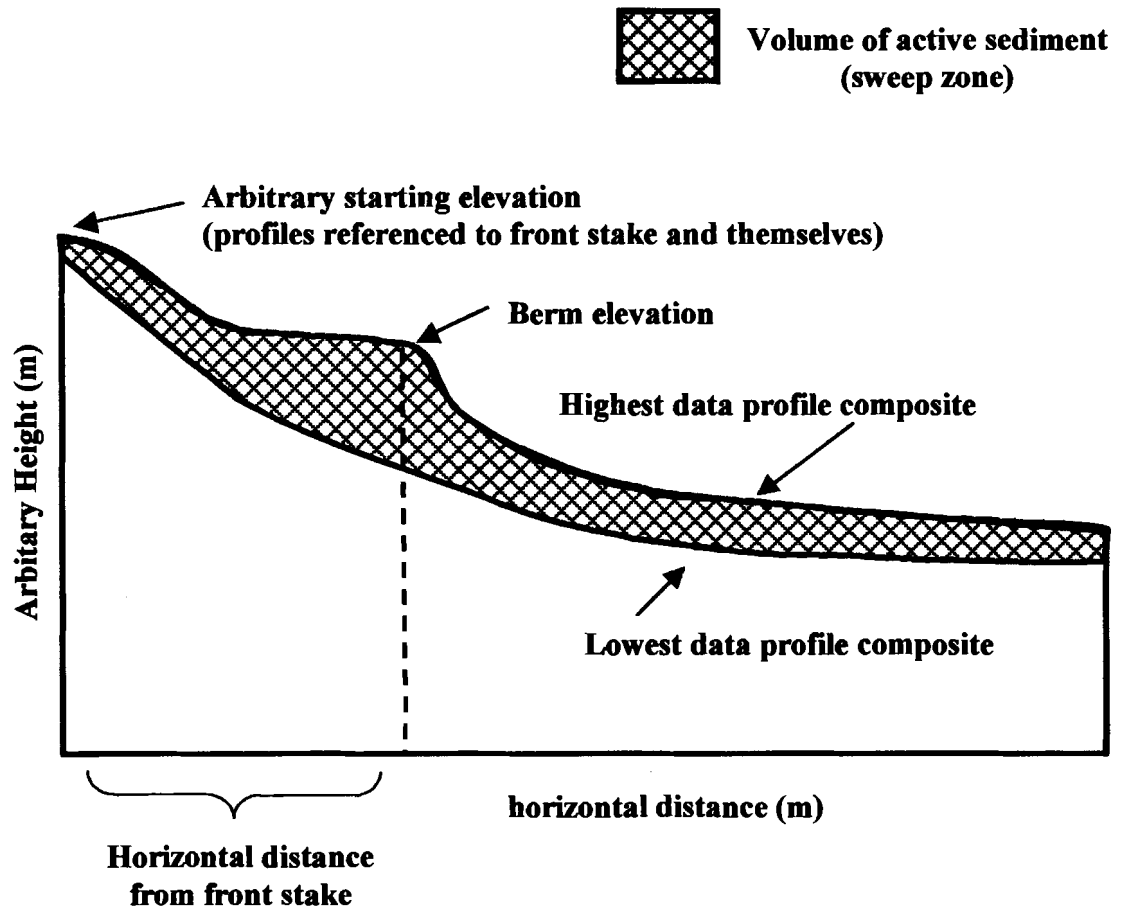 Volume of active sediment
(sweep zone)
Arbitrary starting elevation
(profiles referenced to front stake and themselves)
Berm elevation
Highest data profile composite
Arbitary Height (m)
Lowest data profile composite
horizontal distance (m)
Horizontal distance
from front stake